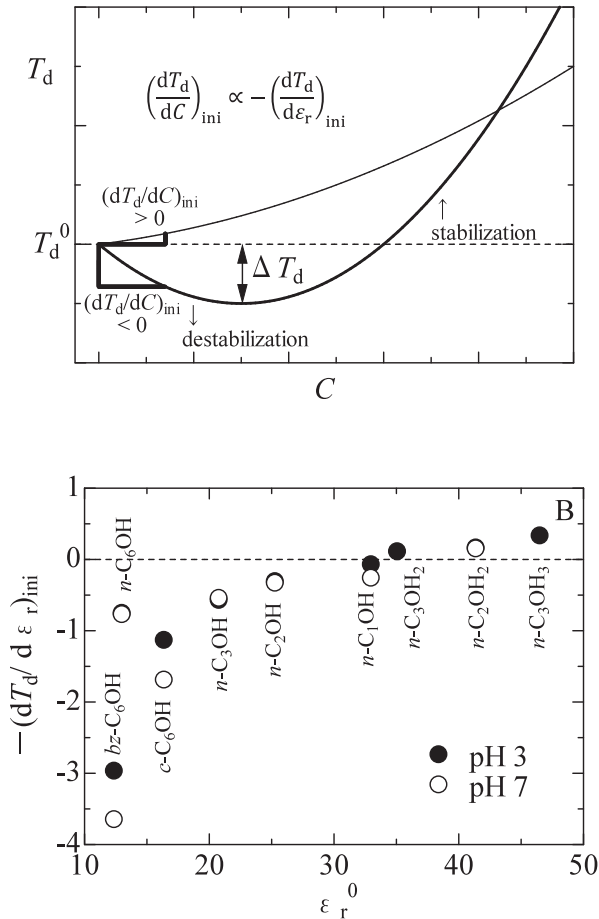 T_d
(dT_d/dC)_ini ∝ −(dT_d/dε_r)_ini
(dT_d/dC)_ini
> 0
T_d^0
stabilization
Δ T_d
(dT_d/dC)_ini
< 0
destabilization
C
B
1
0
-1
-2
-3
-4
—(dT_d/ d ε_r)_ini
n-C6OH
bz-C6OH
c-C6OH
n-C3OH
n-C2OH
n-C1OH
n-C3OH2
n-C2OH2
n-C3OH3
pH 3
pH 7
10 20 30 40 50
ε_r^0